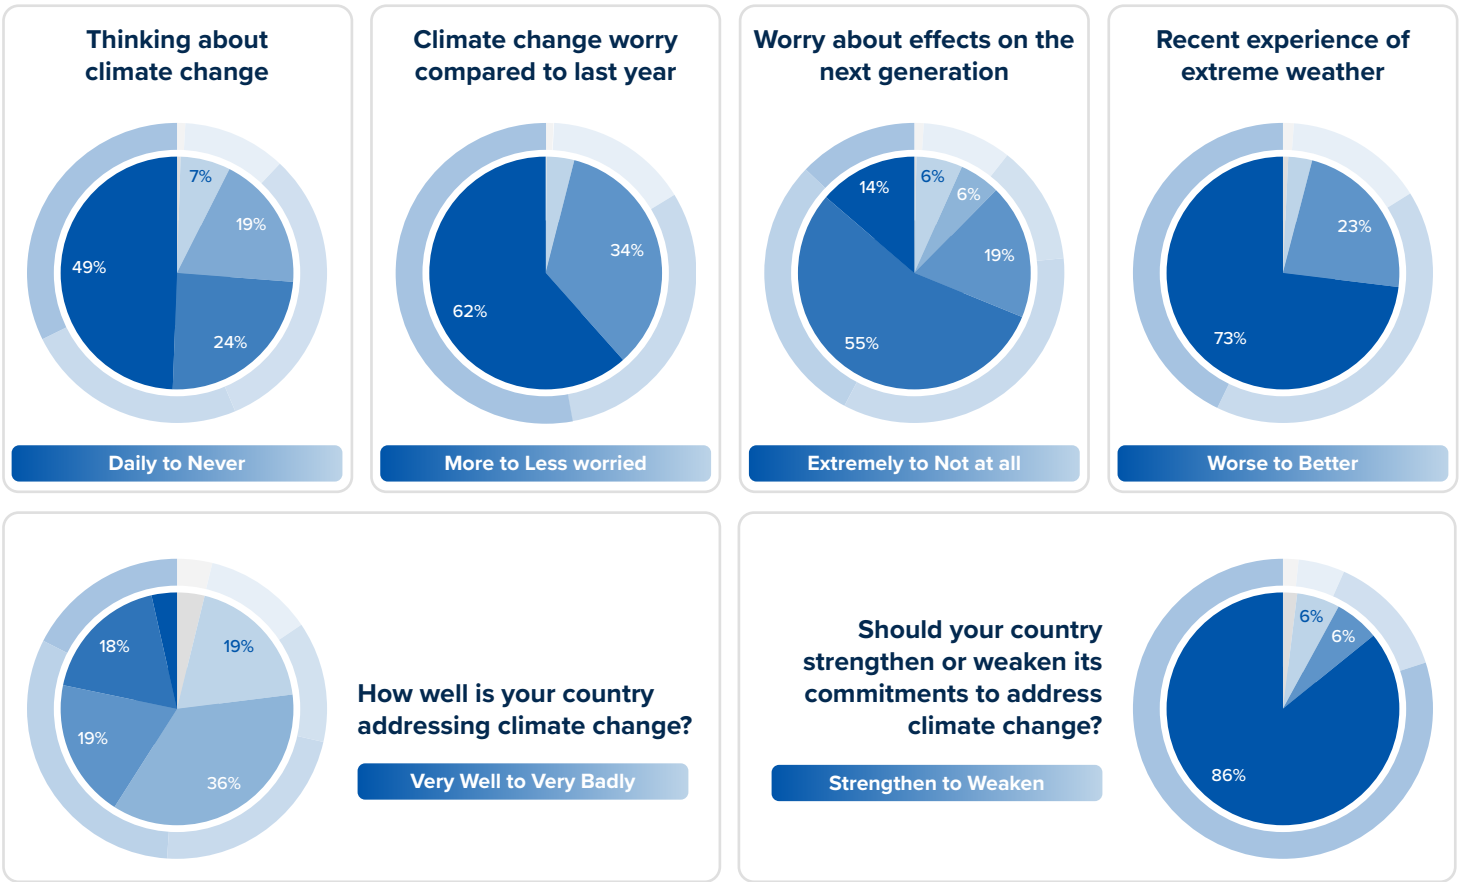 Thinking about
climate change
7%
19%
49%
24%
Daily to Never
Climate change worry
compared to last year
34%
62%
More to Less worried
Worry about effects on the
next generation
14%
6%
6%
19%
55%
Extremely to Not at all
Recent experience of
extreme weather
23%
73%
Worse to Better
18%
19%
19%
36%
How well is your country
addressing climate change?
Very Well to Very Badly
Should your country
strengthen or weaken its
commitments to address
climate change?
Strengthen to Weaken
6%
6%
86%